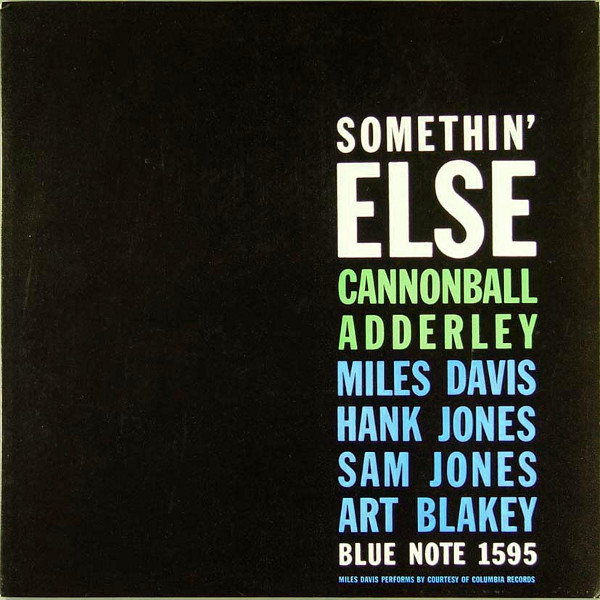 SOMETHIN'
ELSE
CANNONBALL
ADDERLEY
MILES DAVIS
HANK JONES
SAM JONES
ART BLAKEY
BLUE NOTE 1595
MILES DAVIS PERFORMS BY COURTESY OF COLUMBIA RECORDS